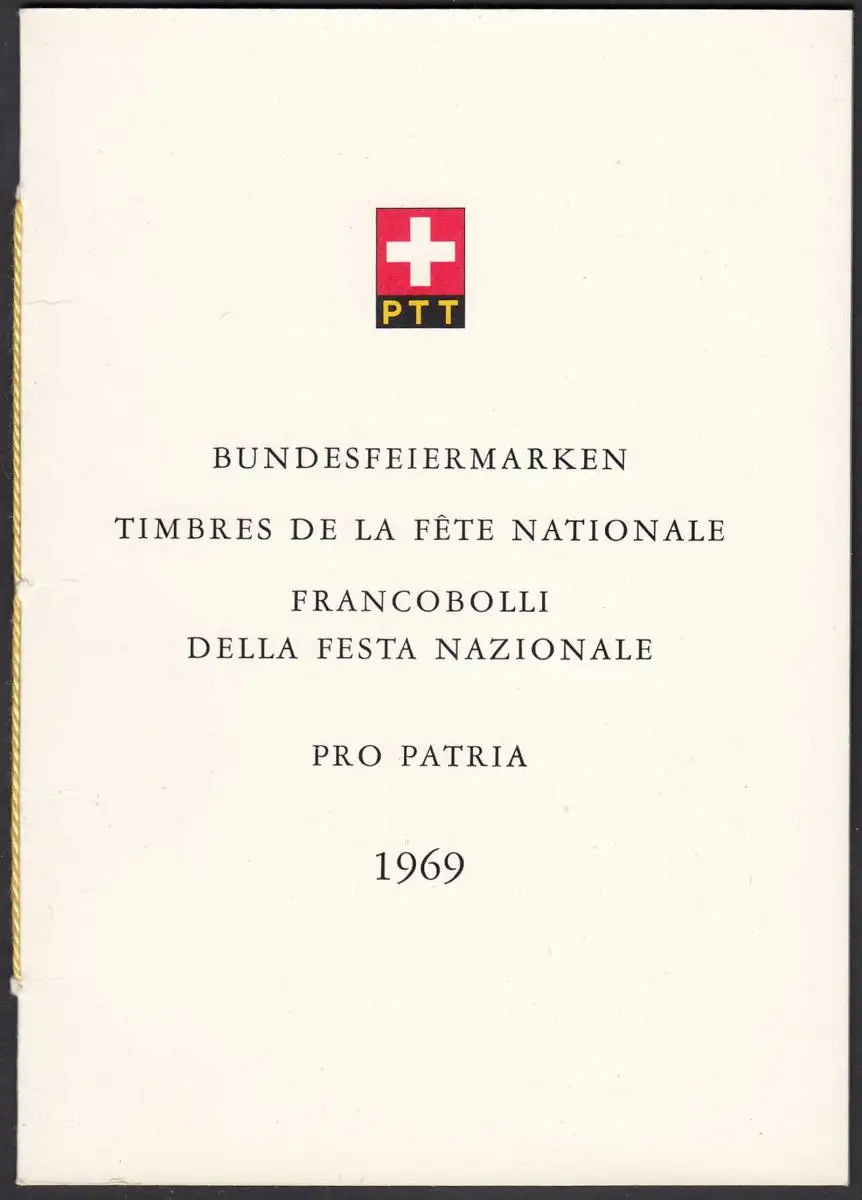 PTT
BUNDESFEIERMARKEN
TIMBRES DE LA FÊTE NATIONALE
FRANCOBOLLI
DELLA FESTA NAZIONALE
PRO PATRIA
1969